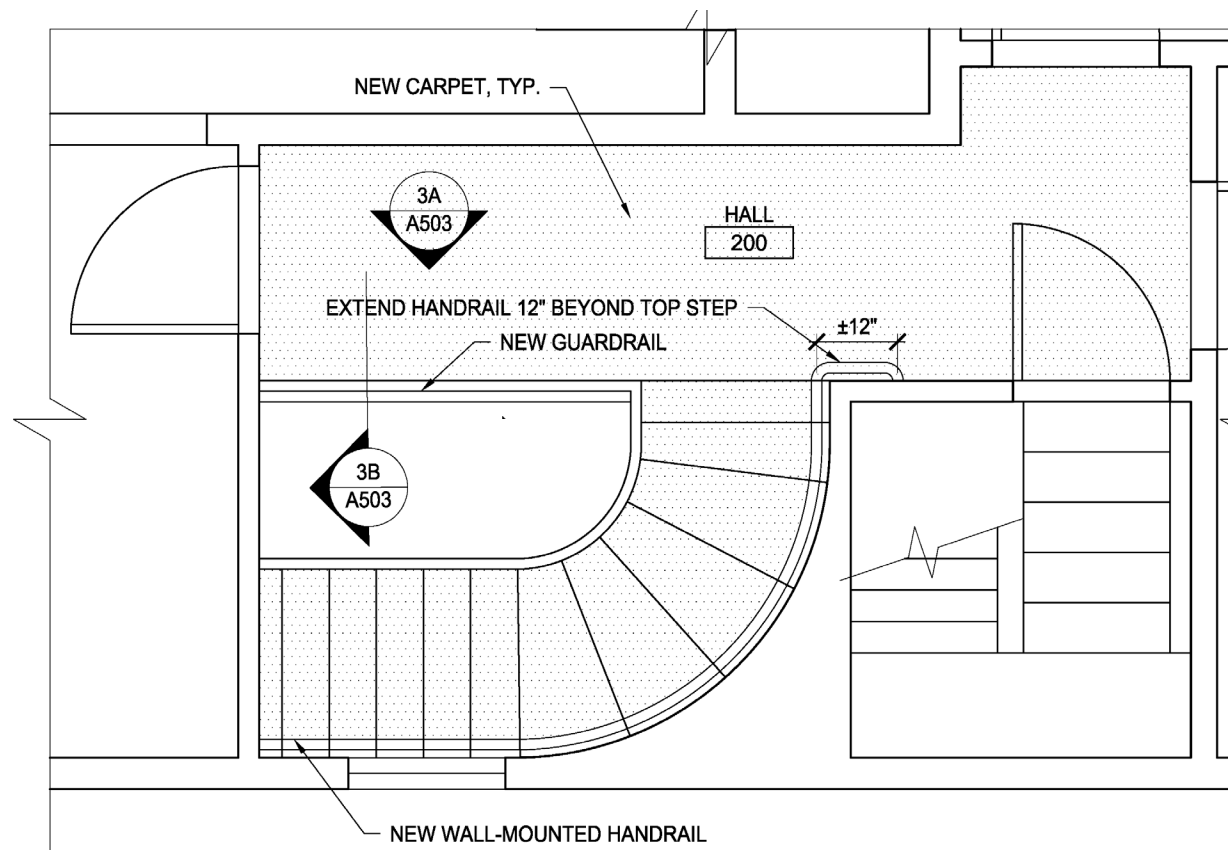 NEW CARPET, TYP.
3A
A503
HALL
200
EXTEND HANDRAIL 12" BEYOND TOP STEP
±12"
NEW GUARDRAIL
3B
A503
NEW WALL-MOUNTED HANDRAIL